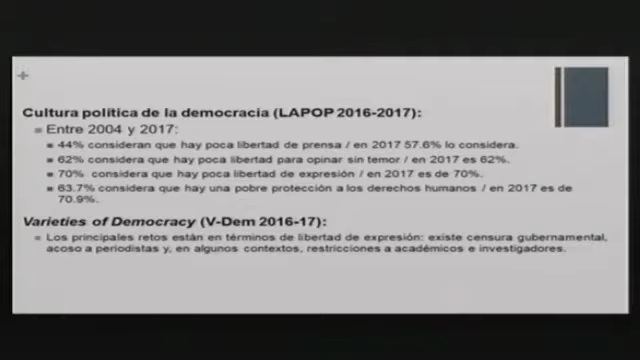 Cultura política de la democracia (LAPOP 2016-2017):
Entre 2004 y 2017:
44% consideran que hay poca libertad de prensa / en 2017 57.6% lo considera.
62% considera que hay poca libertad para opinar sin temor / en 2017 es 62%.
70% considera que hay poca libertad de expresión / en 2017 es de 70%.
63.7% considera que hay una pobre protección a los derechos humanos / en 2017 es de
70.9%.
Varieties of Democracy (V-Dem 2016-17):
Los principales retos están en términos de libertad de expresión: existe censura gubernamental,
acoso a periodistas y, en algunos contextos, restricciones a académicos e investigadores.